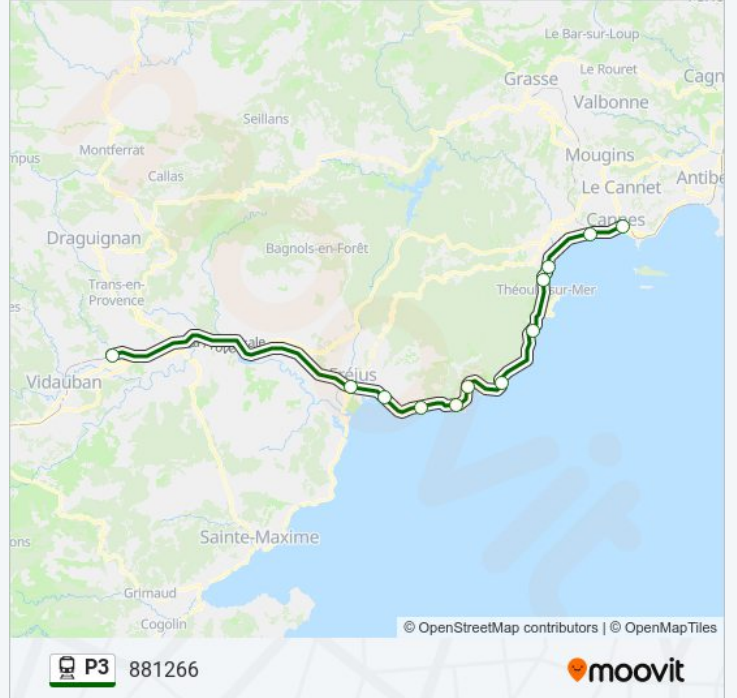 Le Bar-sur-Loup
Le Rouret
Cagn
Grasse
Valbonne
Seillans
mpus
Montferrat
Mougins
Callas
Le Cannet
Antibe
Cannes
Draguignan
Bagnols-en-Forêt
Trans-en-
Provence
Théoule-sur-Mer
es
Fréjus
Vidauban
Sainte-Maxime
ons
Grimaud
Cogolin
© OpenStreetMap contributors | © OpenMapTiles
P3 881266
moovit